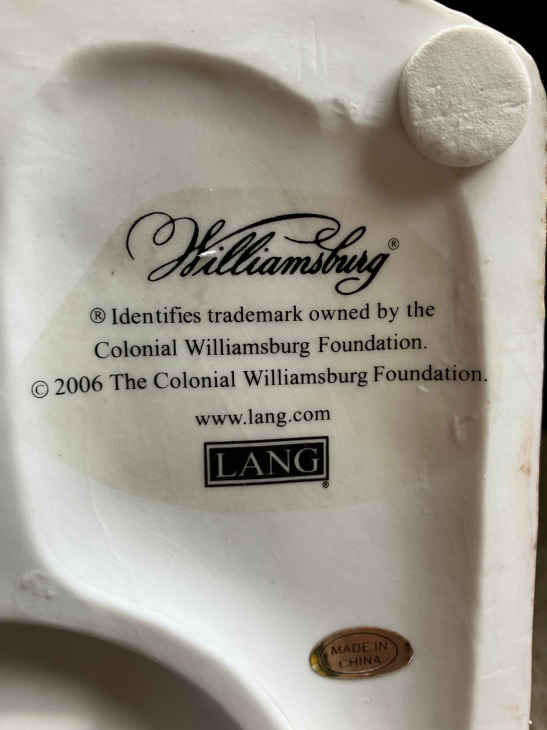 Williamsburg®
® Identifies trademark owned by the
Colonial Williamsburg Foundation.
© 2006 The Colonial Williamsburg Foundation.
www.lang.com
LANG®
MADE IN
CHINA